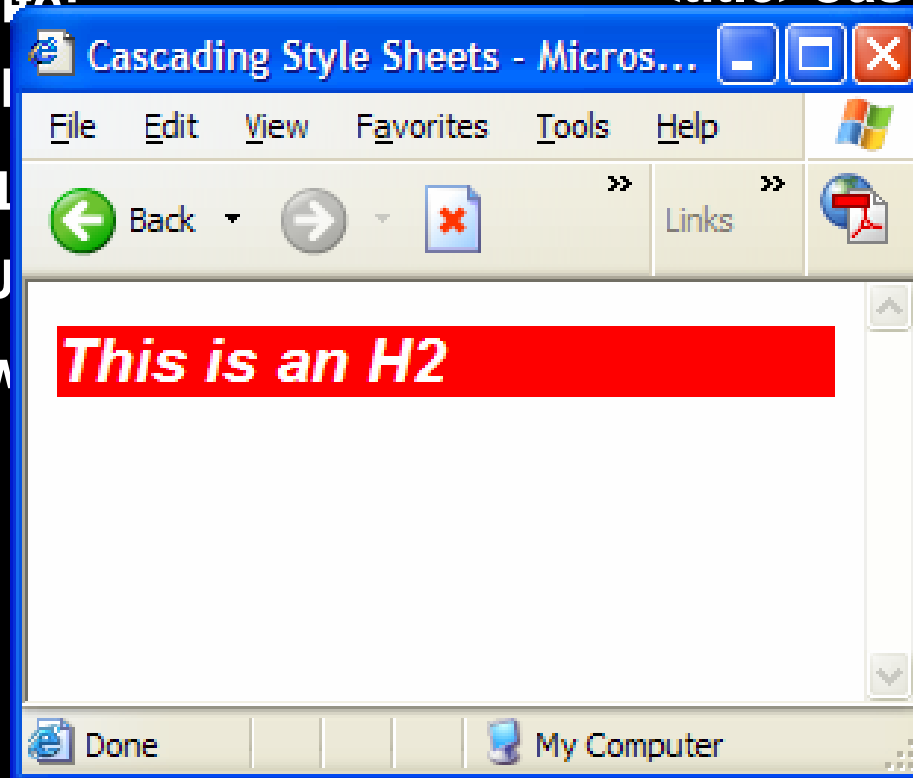 Cascading Style Sheets - Micros...
File Edit View Favorites Tools Help
Back Links
This is an H2
Done My Computer